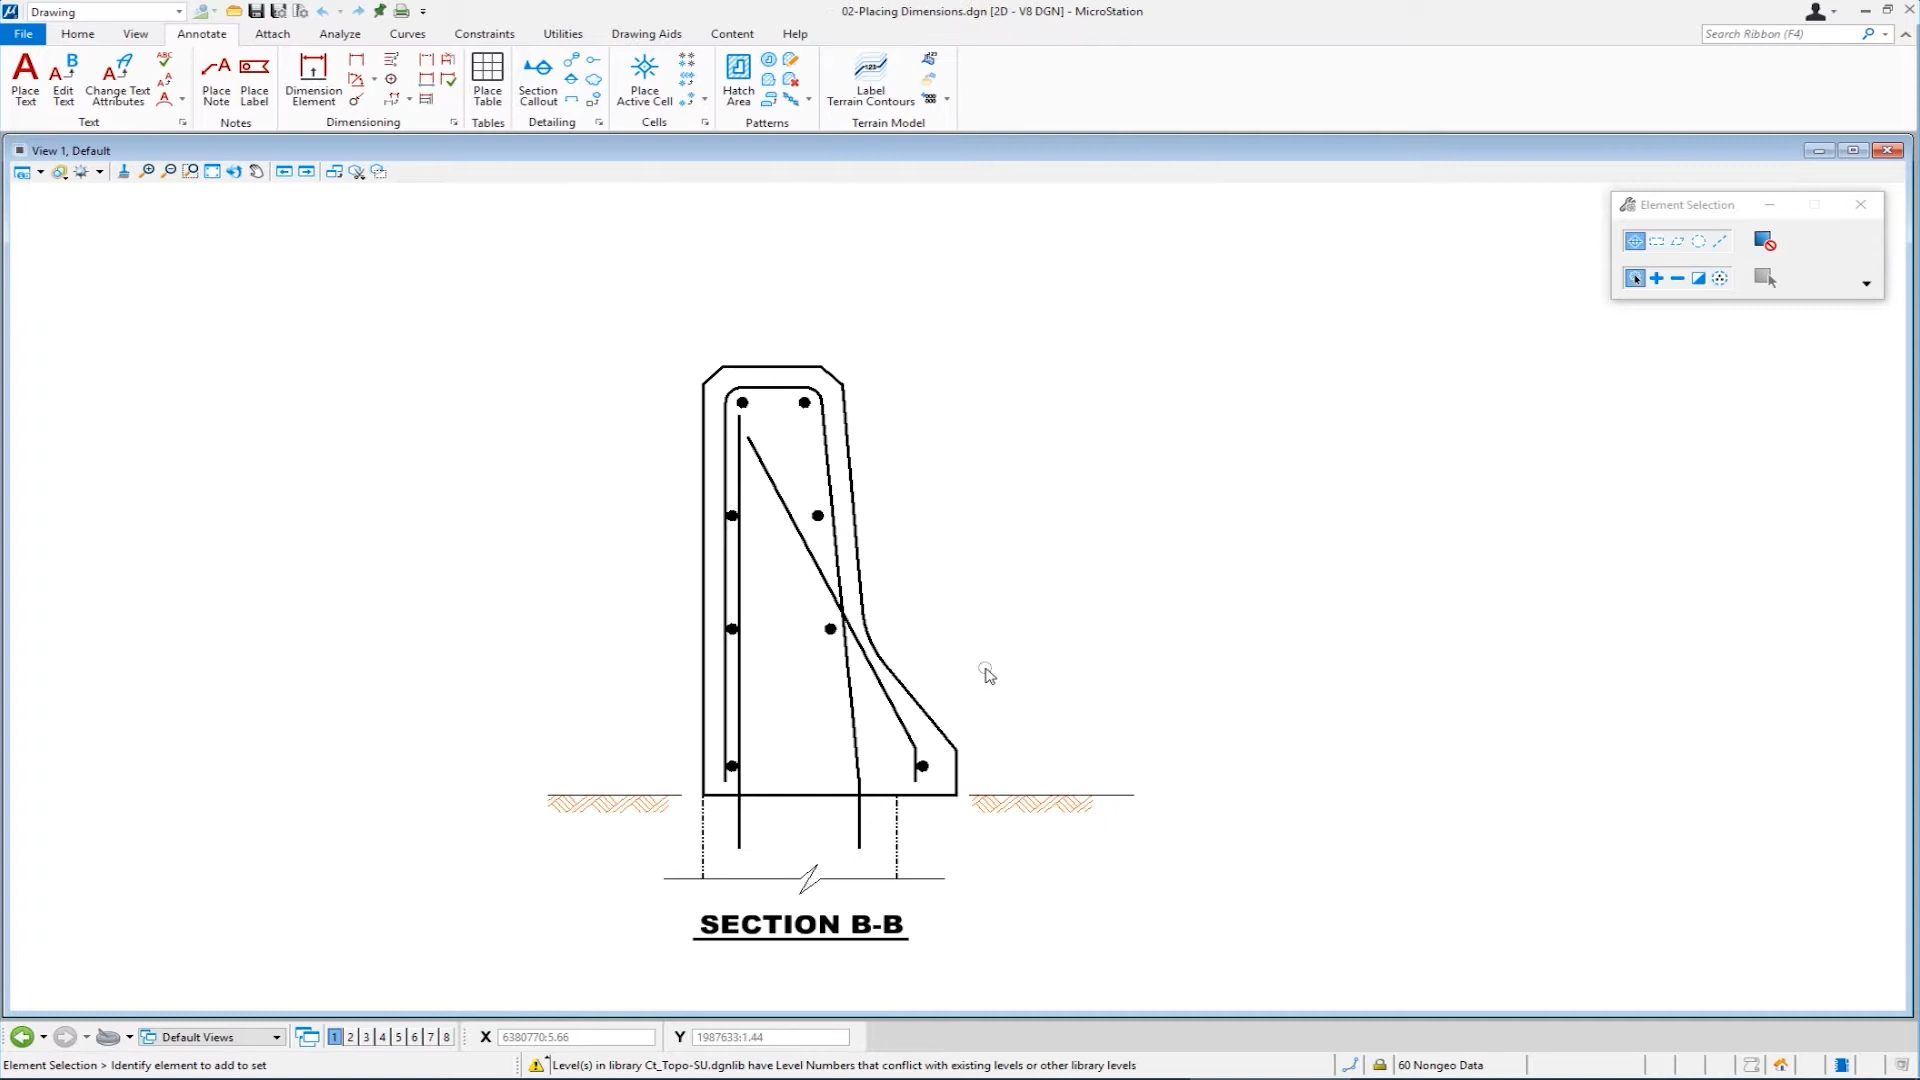 Drawing
02-Placing Dimensions.dgn [2D - V8 DGN] - MicroStation
File Home View Annotate Attach Analyze Curves Constraints Utilities Drawing Aids Content Help
Search Ribbon (F4)
Place Text
Edit Text
Change Text Attributes
Text
Place Note
Place Label
Notes
Dimension Element
Dimensioning
Place Table
Tables
Section Callout
Detailing
Place Active Cell
Cells
Hatch Area
Patterns
Label Terrain Contours
Terrain Model
View 1, Default
Element Selection
SECTION B-B
Default Views
1 2 3 4 5 6 7 8
X 6380770:5.66
Y 1987633:1.44
Element Selection > Identify element to add to set
Level(s) in library Ct_Topo-SU.dgnlib have Level Numbers that conflict with existing levels or other library levels
60 Nongeo Data